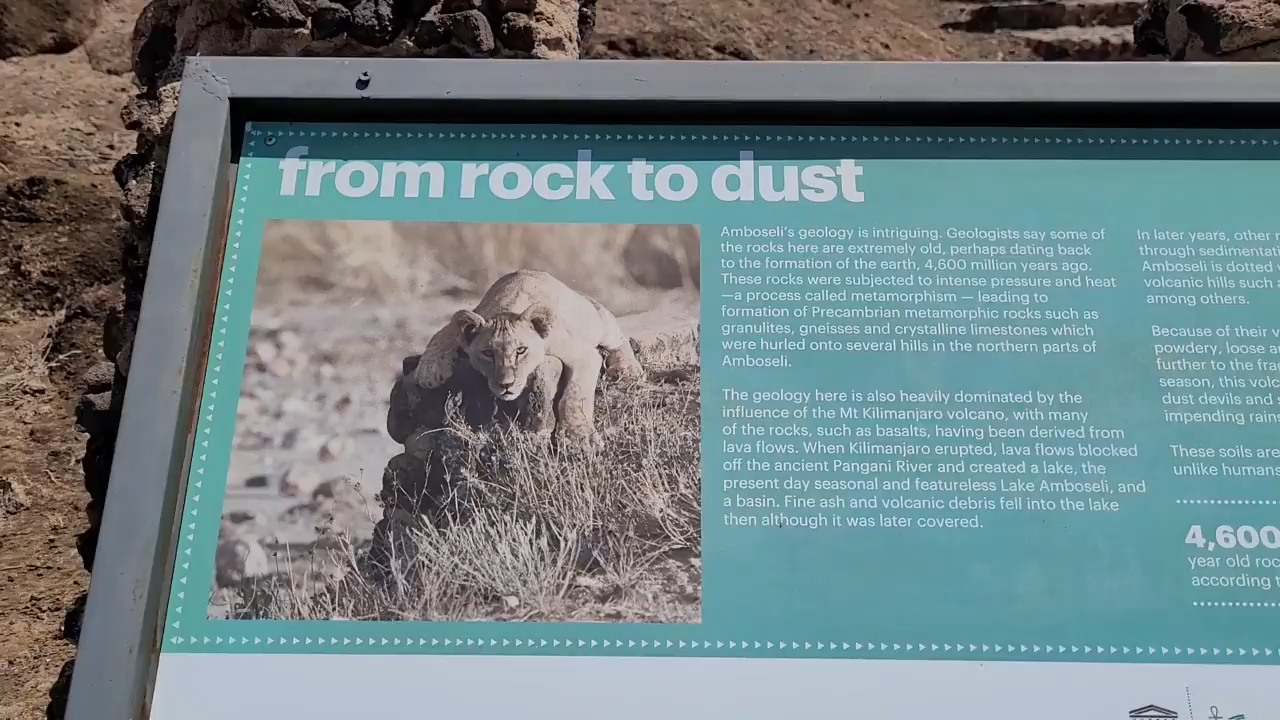 from rock to dust
Amboseli's geology is intriguing. Geologists say some of
the rocks here are extremely old, perhaps dating back
to the formation of the earth, 4,600 million years ago.
These rocks were subjected to intense pressure and heat
—a process called metamorphism — leading to
formation of Precambrian metamorphic rocks such as
granulites, gneisses and crystalline limestones which
were hurled onto several hills in the northern parts of
Amboseli.
The geology here is also heavily dominated by the
influence of the Mt Kilimanjaro volcano, with many
of the rocks, such as basalts, having been derived from
lava flows. When Kilimanjaro erupted, lava flows blocked
off the ancient Pangani River and created a lake, the
present day seasonal and featureless Lake Amboseli, and
a basin. Fine ash and volcanic debris fell into the lake
then although it was later covered.
In later years, other
through
Amboseli is dotted
volcanic hills such
among others.
Because of their
powdery, loose
further to the
season, this
dust devils and
impending
These soils are
unlike humans
4,600
year old
according